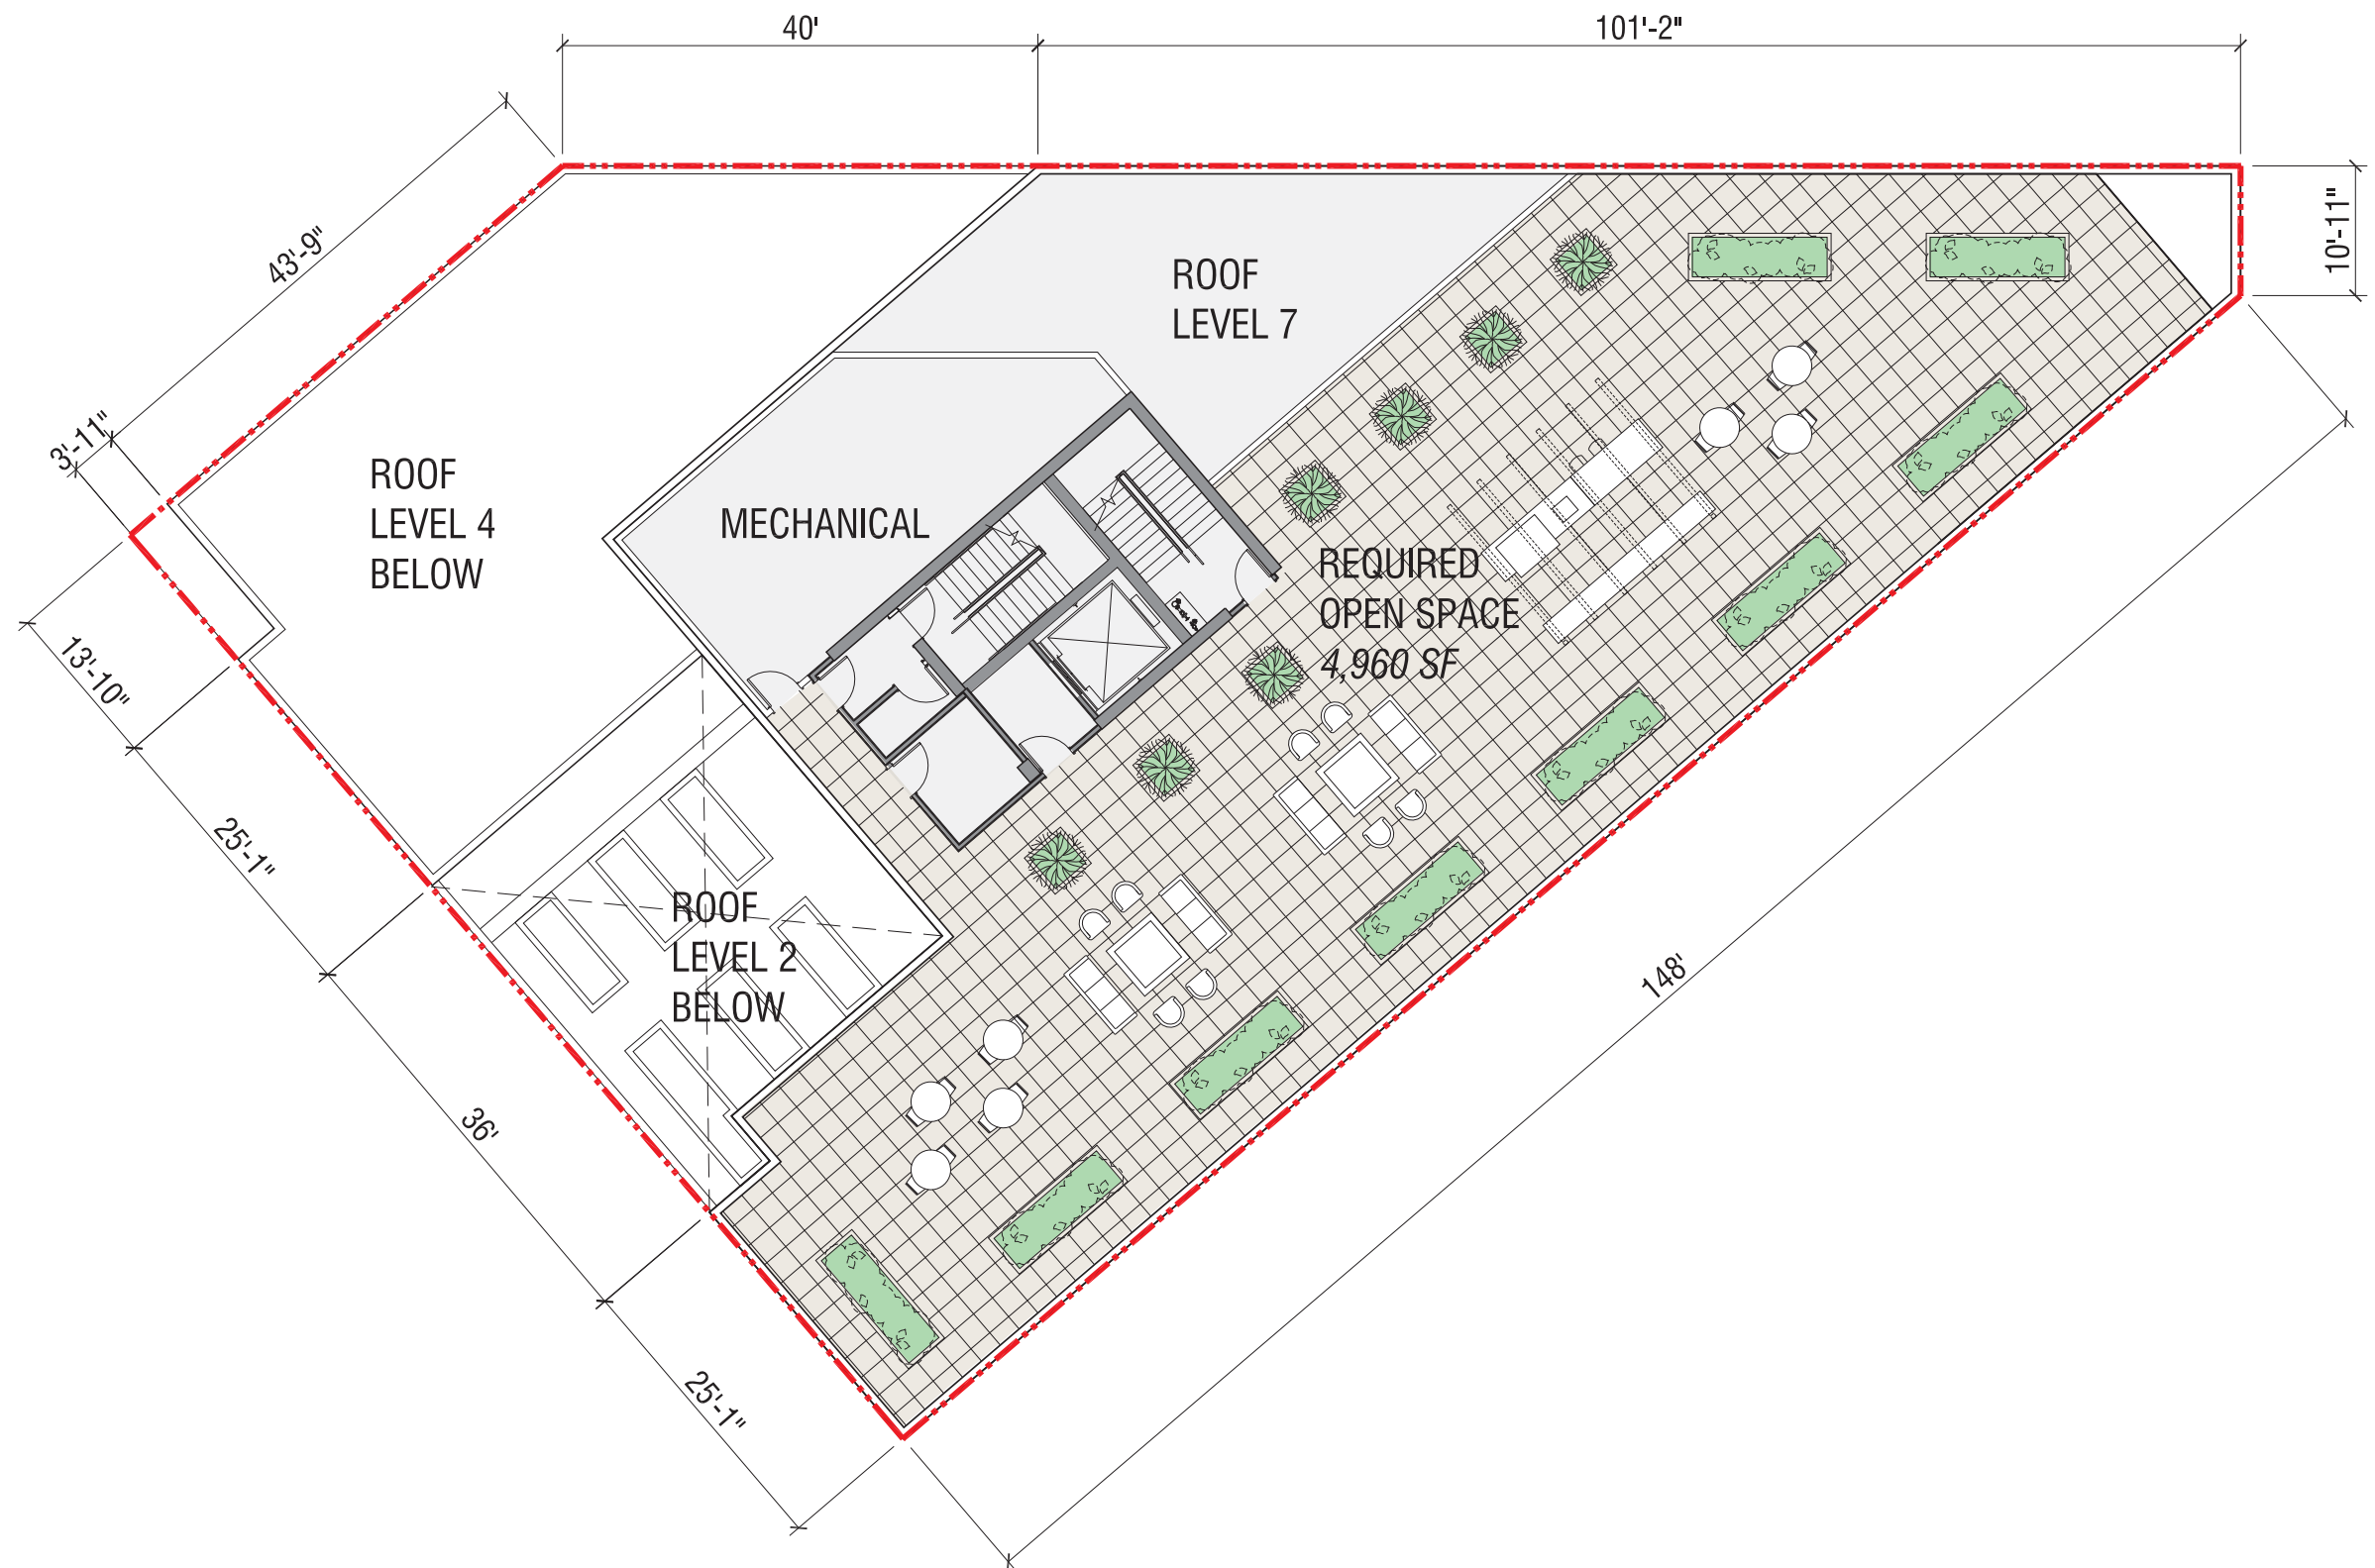 40'
101'-2"
10'-11"
43'-9"
3'-11"
ROOF
LEVEL 7
ROOF
LEVEL 4
BELOW
MECHANICAL
REQUIRED
OPEN SPACE
4,960 SF
13'-10"
25'-1"
ROOF
LEVEL 2
BELOW
148'
36'
25'-1"